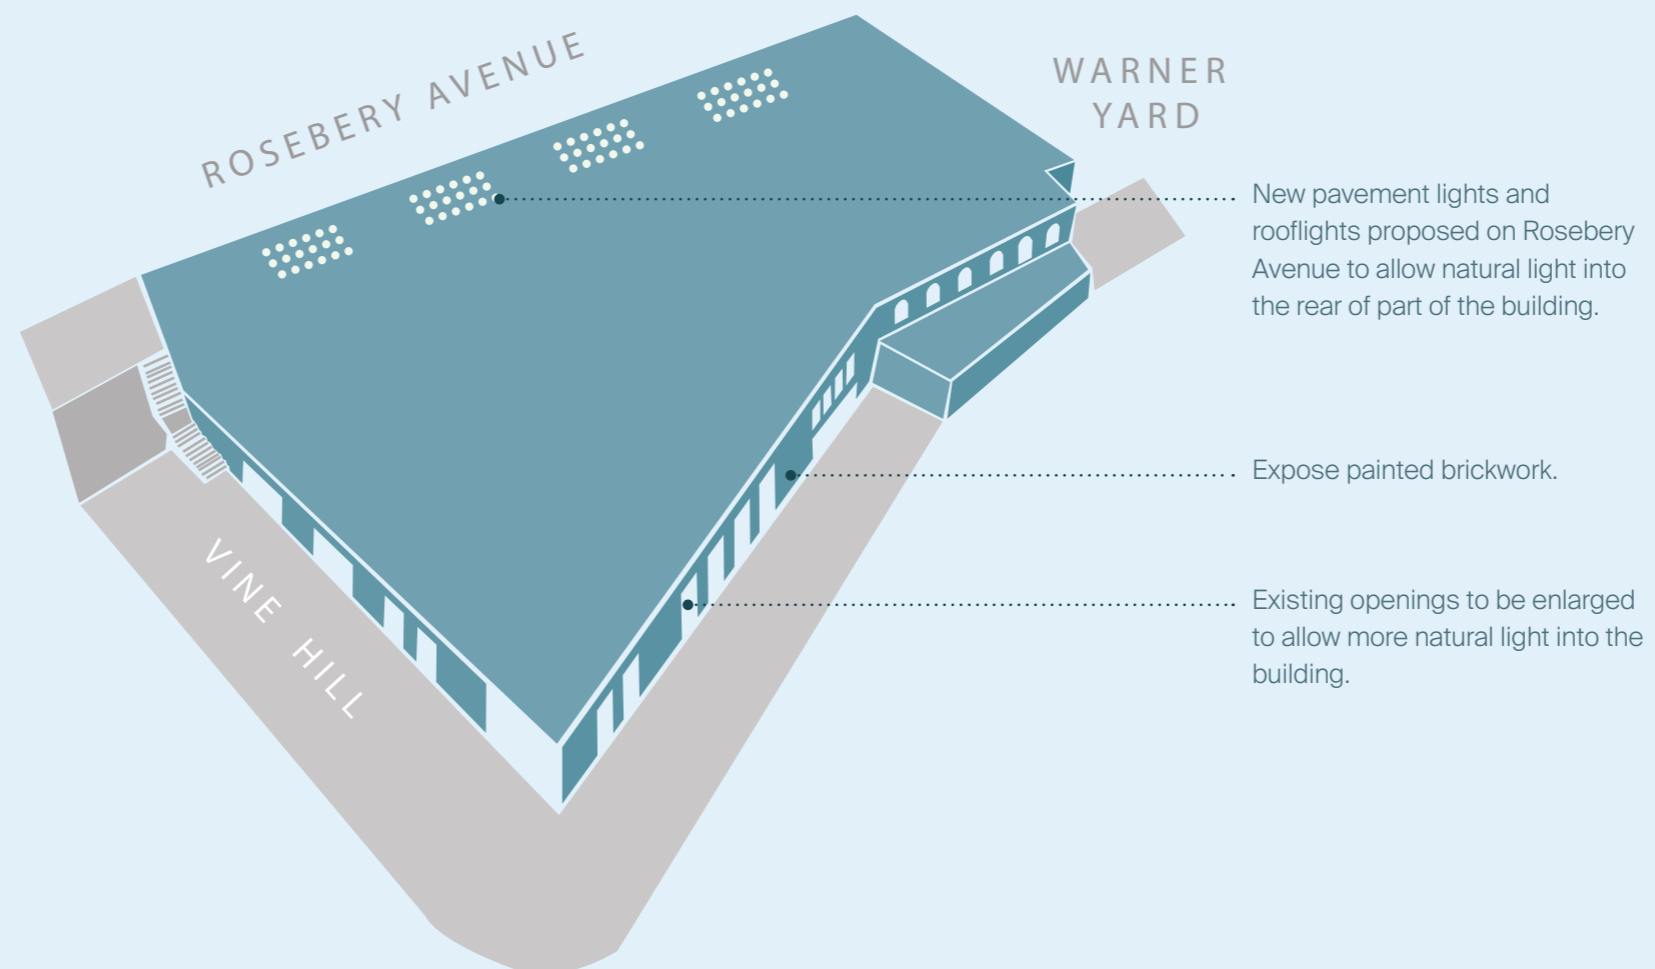 ROSEBERY AVENUE
WARNER
YARD
New pavement lights and
rooflights proposed on Rosebery
Avenue to allow natural light into
the rear of part of the building.
Expose painted brickwork.
Existing openings to be enlarged
to allow more natural light into the
building.
VINE HILL